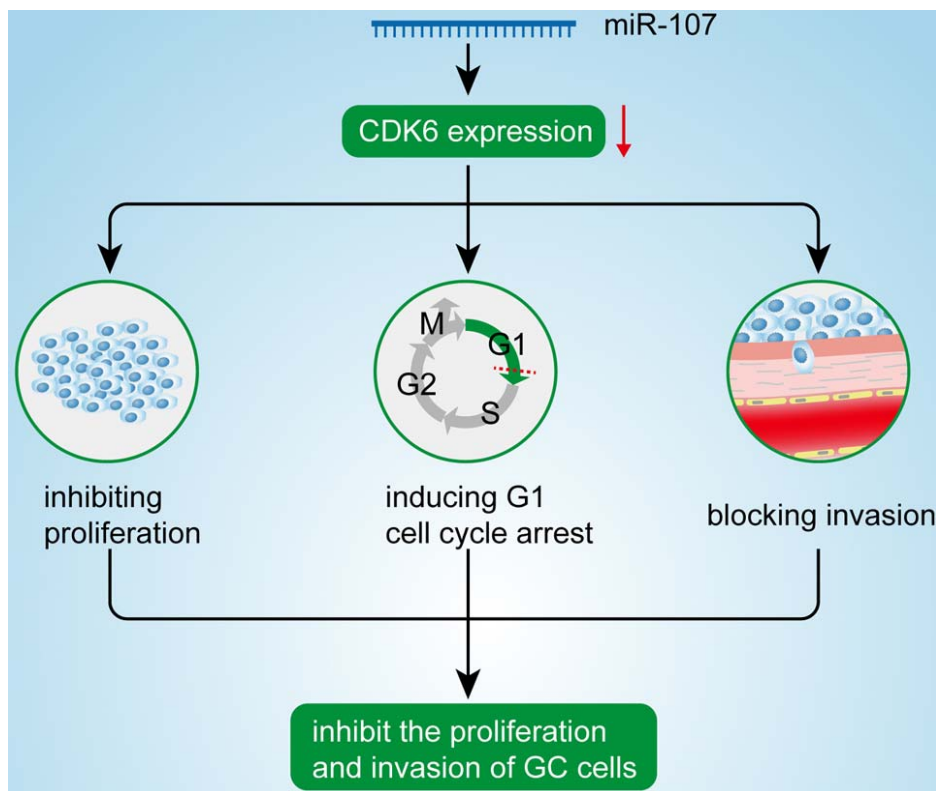 miR-107
CDK6 expression
M
G1
G2
S
inhibiting
proliferation
inducing G1
cell cycle arrest
blocking invasion
inhibit the proliferation
and invasion of GC cells